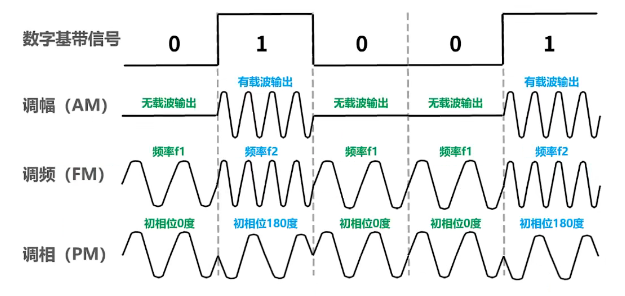 数字基带信号 0 1 0 0 1
有载波输出 有载波输出
调幅（AM） 无载波输出 无载波输出 无载波输出
频率f1 频率f2 频率f1 频率f1 频率f2
调频（FM）
初相位0度 初相位180度 初相位0度 初相位0度 初相位180度
调相（PM）